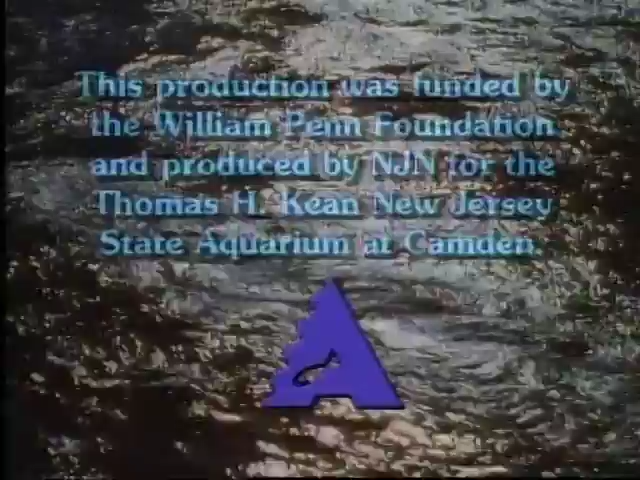 This production was funded by
the William Penn Foundation
and produced by NJN for the
Thomas H. Kean New Jersey
State Aquarium at Camden.